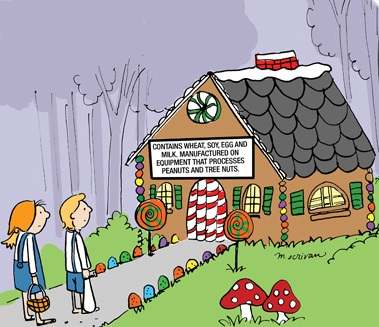 CONTAINS WHEAT, SOY, EGG AND
MILK. MANUFACTURED ON
EQUIPMENT THAT PROCESSES
PEANUTS AND TREE NUTS.
m. scrivan